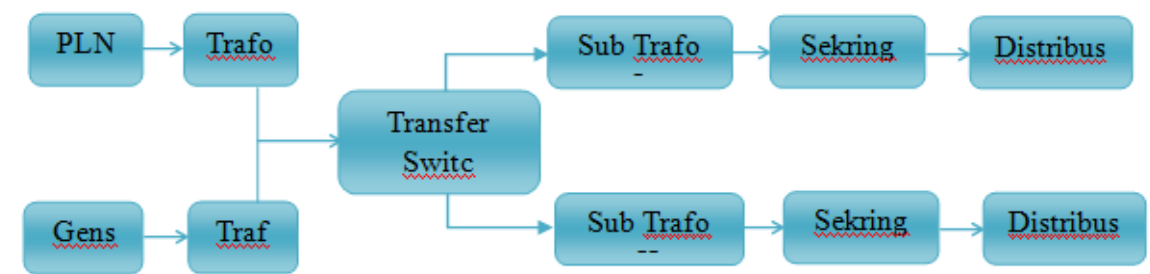 PLN
Trafo
Sub Trafo
-
Sekring
Distribus
Transfer
Switc
Gens
Traf
Sub Trafo
--
Sekring
Distribus